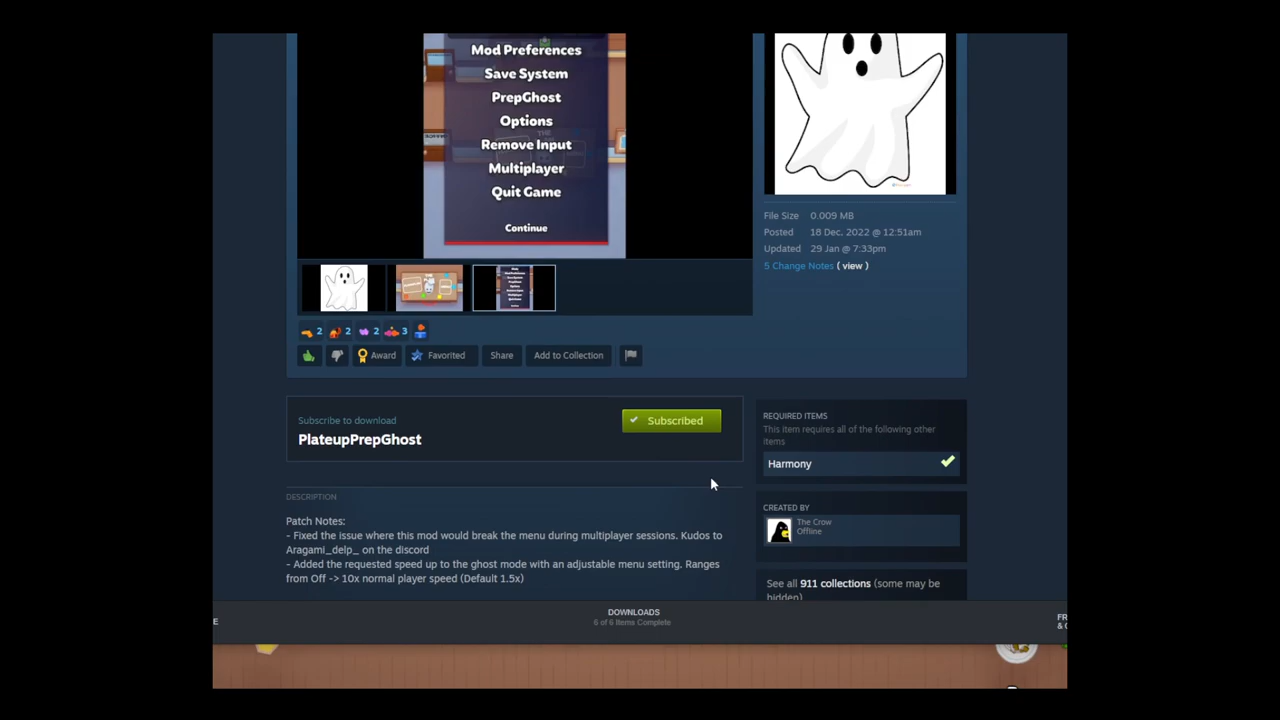 Mod Preferences
Save System
PrepGhost
Options
Remove Input
Multiplayer
Quit Game
Continue
File Size 0.009 MB
Posted 18 Dec, 2022 @ 12:51am
Updated 29 Jan @ 7:33pm
5 Change Notes ( view )
2 2 2 3
Award Favorited Share Add to Collection
Subscribe to download
PlateupPrepGhost
Subscribed
DESCRIPTION
Patch Notes:
- Fixed the issue where this mod would break the menu during multiplayer sessions. Kudos to
Aragami_delp_ on the discord
- Added the requested speed up to the ghost mode with an adjustable menu setting. Ranges
from Off -> 10x normal player speed (Default 1.5x)
REQUIRED ITEMS
This item requires all of the following other
items
Harmony
CREATED BY
The Crow
Offline
See all 911 collections (some may be
hidden)
E
DOWNLOADS
6 of 6 Items Complete
FR
& C